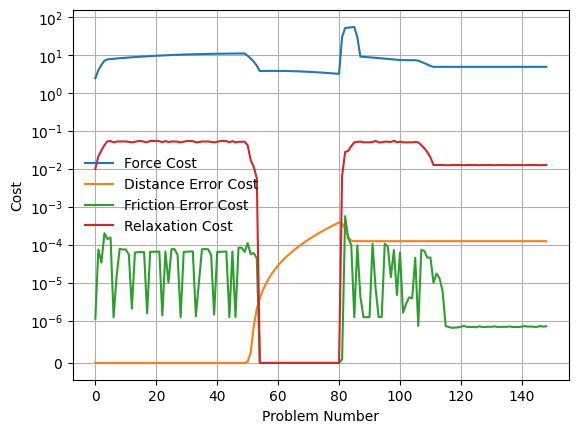 10²
10¹
10⁰
10⁻¹
10⁻²
10⁻³
10⁻⁴
10⁻⁵
10⁻⁶
0
Cost
Force Cost
Distance Error Cost
Friction Error Cost
Relaxation Cost
0 20 40 60 80 100 120 140
Problem Number